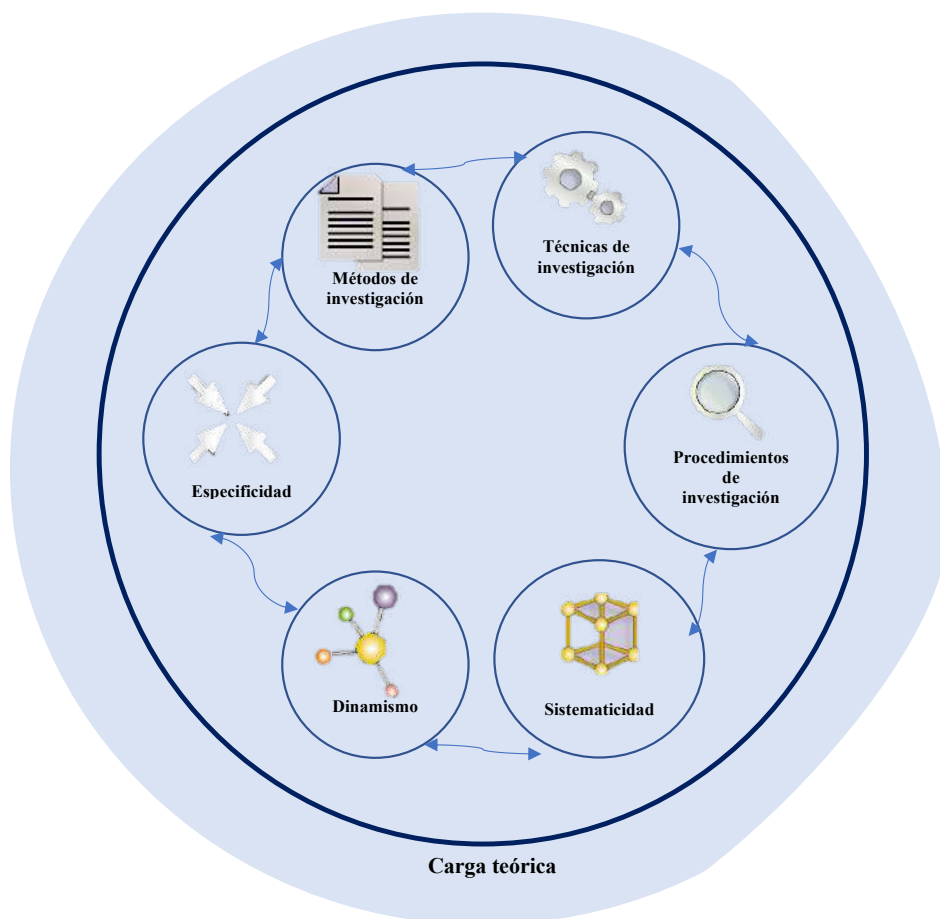 Técnicas de
investigación
Métodos de
investigación
Procedimientos
de
investigación
Especificidad
Dinamismo
Sistematicidad
Carga teórica